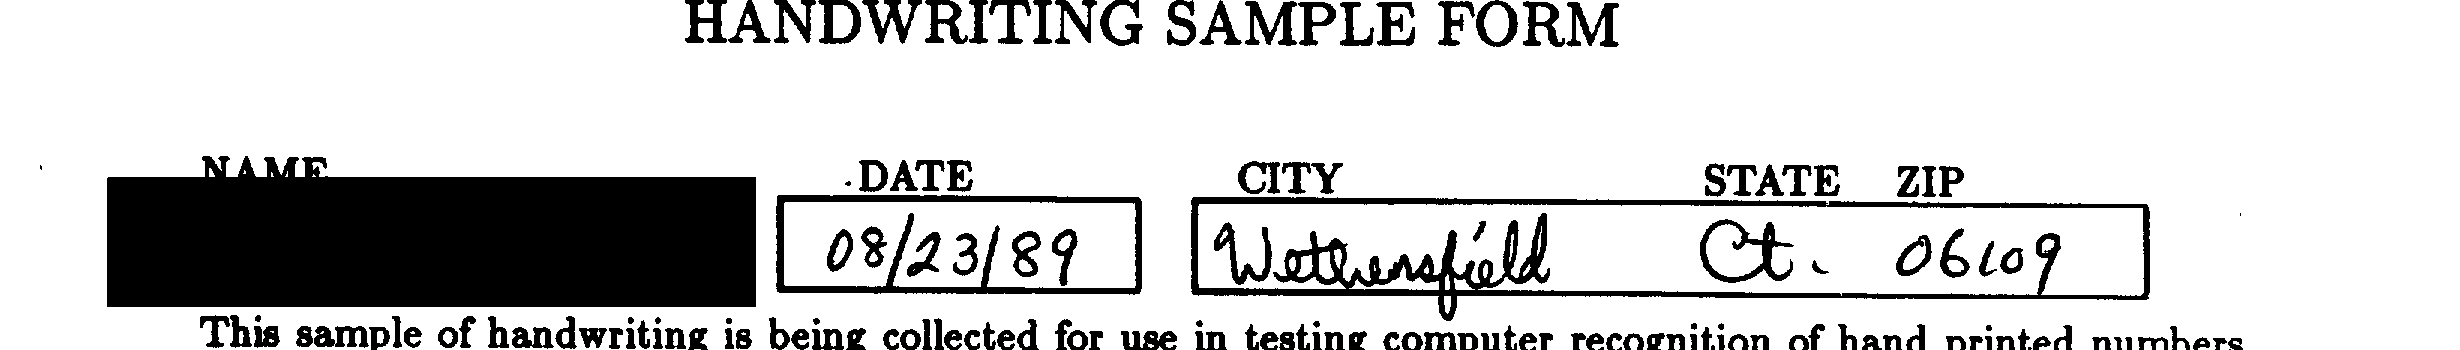 HANDWRITING SAMPLE FORM
NAME DATE CITY STATE ZIP
08/23/89 Wethersfield Ct. 06109
This sample of handwriting is being collected for use in testing computer recognition of hand printed numbers